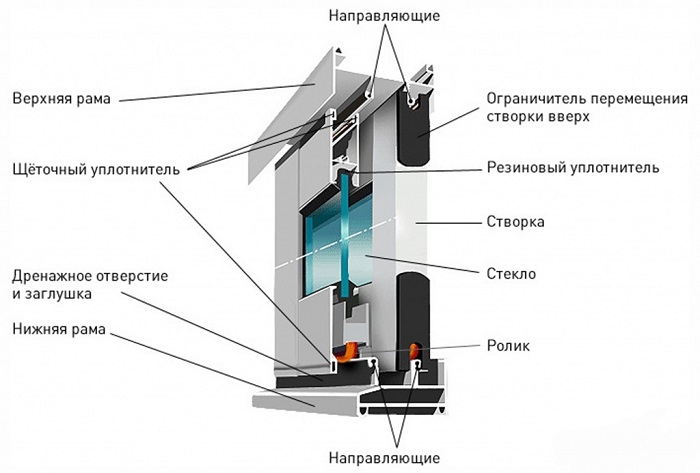 Направляющие
Верхняя рама
Ограничитель перемещения
створки вверх
Щёточный уплотнитель
Резиновый уплотнитель
Створка
Дренажное отверстие
и заглушка
Стекло
Нижняя рама
Ролик
Направляющие